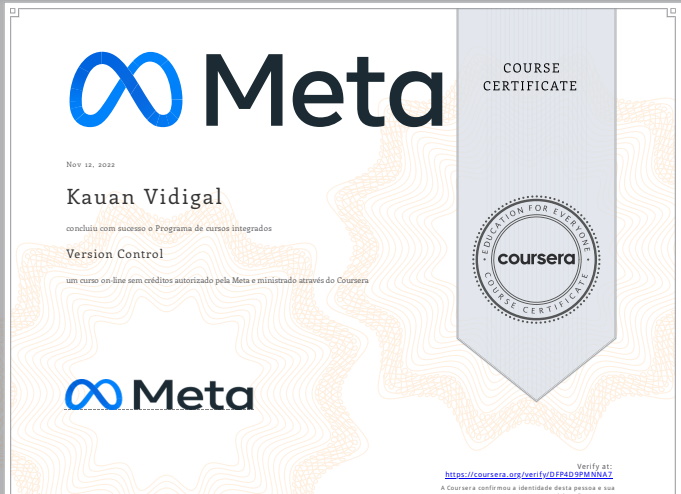 Meta
COURSE
CERTIFICATE
Nov 12, 2022
Kauan Vidigal
concluiu com sucesso o Programa de cursos integrados
Version Control
um curso on-line sem créditos autorizado pela Meta e ministrado através do Coursera
EDUCATION FOR EVERYONE
coursera
COURSE CERTIFICATE
Meta
Verify at:
https://coursera.org/verify/DFP4D9PMNNA7
A Coursera confirmou a identidade desta pessoa e sua